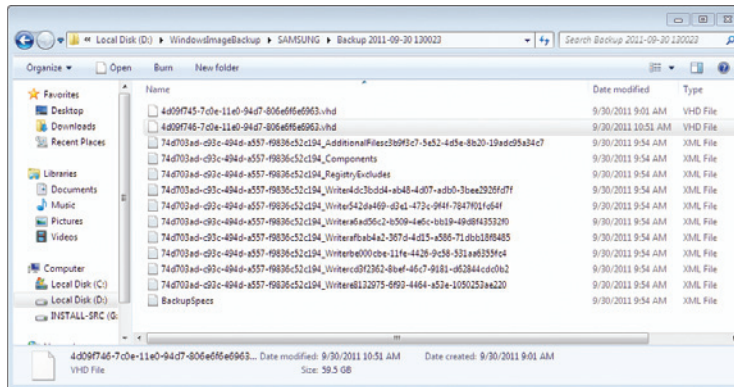 « Local Disk (D:) ▸ WindowsImageBackup ▸ SAMSUNG ▸ Backup 2011-09-30 130023 Search Backup 2011-09-30 130023
Organize Open Burn New folder
Name Date modified Type
Favorites
Desktop
Downloads
Recent Places
Libraries
Documents
Music
Pictures
Videos
Computer
Local Disk (C:)
Local Disk (D:)
INSTALL-SRC (G:
4d09f745-7c0e-11e0-94d7-806e6f6e6963.vhd 9/30/2011 9:01 AM VHD File
4d09f746-7c0e-11e0-94d7-806e6f6e6963.vhd 9/30/2011 10:51 AM VHD File
74d703ad-c93c-494d-a557-f9836c52c194_AdditionalFilesc3b9f3c7-5e52-4d5e-8b20-19adc95a34c7 9/30/2011 9:54 AM XML File
74d703ad-c93c-494d-a557-f9836c52c194_Components 9/30/2011 9:54 AM XML File
74d703ad-c93c-494d-a557-f9836c52c194_RegistryExcludes 9/30/2011 9:54 AM XML File
74d703ad-c93c-494d-a557-f9836c52c194_Writer4dc3bdd4-ab48-4d07-adb0-3bee2926fd7f 9/30/2011 9:54 AM XML File
74d703ad-c93c-494d-a557-f9836c52c194_Writer542da469-d3e1-473c-9f4f-7847f01fc64f 9/30/2011 9:54 AM XML File
74d703ad-c93c-494d-a557-f9836c52c194_Writera6ad56c2-b509-4e6c-bb19-49d8f43532f0 9/30/2011 9:54 AM XML File
74d703ad-c93c-494d-a557-f9836c52c194_Writerafbab4a2-367d-4d15-a586-71dbb18f8485 9/30/2011 9:54 AM XML File
74d703ad-c93c-494d-a557-f9836c52c194_Writerbe000cbe-11fe-4426-9c58-531aa6355fc4 9/30/2011 9:54 AM XML File
74d703ad-c93c-494d-a557-f9836c52c194_Writercd3f2362-8bef-46c7-9181-d62844cdc0b2 9/30/2011 9:54 AM XML File
74d703ad-c93c-494d-a557-f9836c52c194_Writere8132975-6f93-4464-a53e-1050253ae220 9/30/2011 9:54 AM XML File
BackupSpecs 9/30/2011 9:54 AM XML File
4d09f746-7c0e-11e0-94d7-806e6f6e6963... Date modified: 9/30/2011 10:51 AM Date created: 9/30/2011 9:01 AM
VHD File Size: 59.5 GB